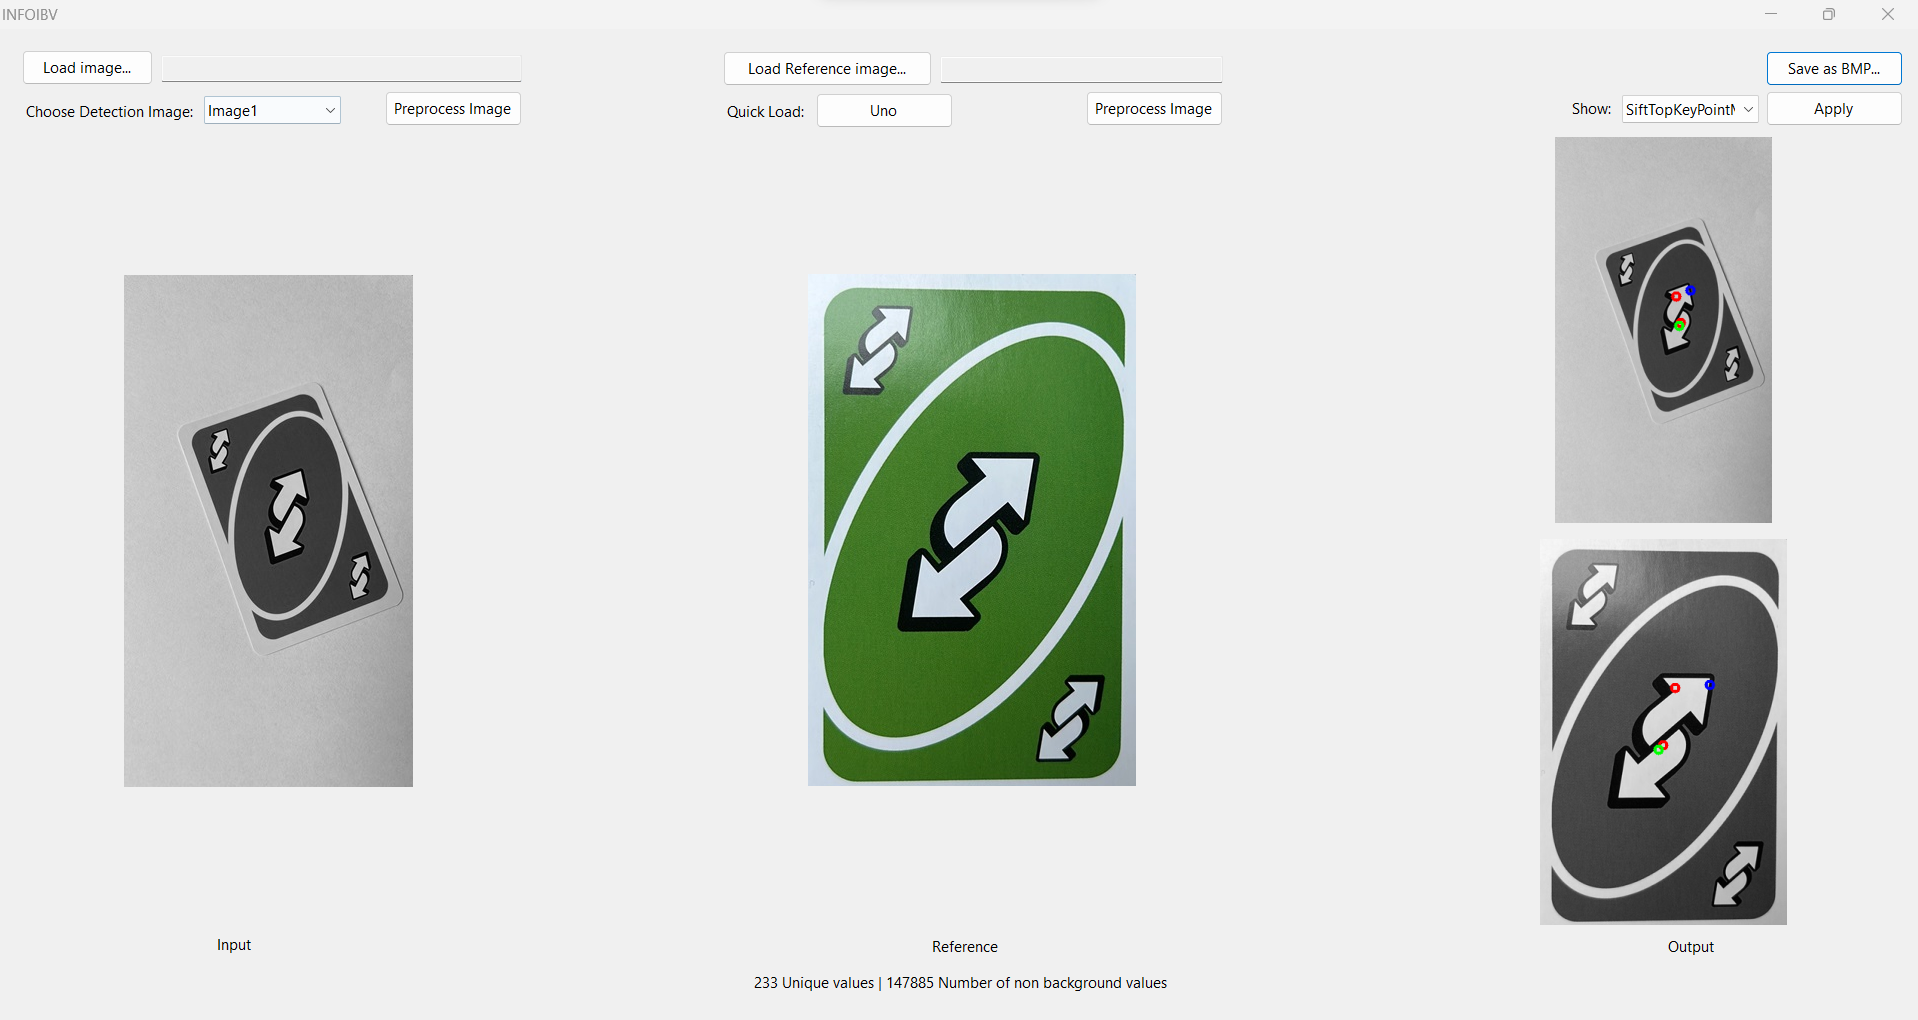 INFOIBV
Load image...
Load Reference image...
Save as BMP...
Choose Detection Image: Image1
Preprocess Image
Quick Load: Uno
Preprocess Image
Show: SiftTopKeyPoint
Apply
Input
Reference
Output
233 Unique values | 147885 Number of non background values